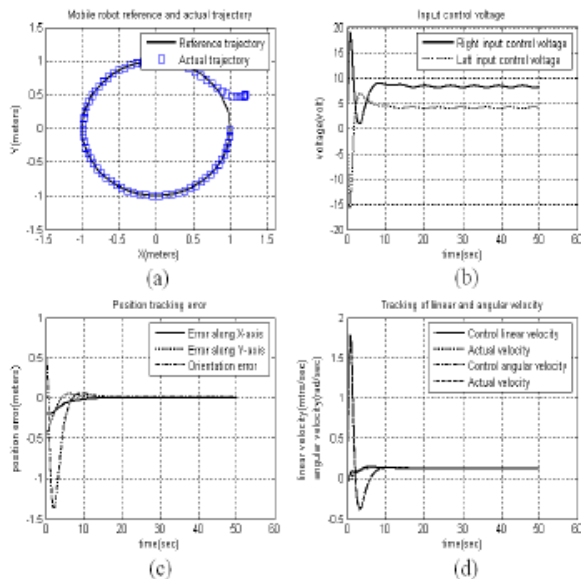 Mobile robot reference and actual trajectory
Reference trajectory
Actual trajectory
Y(meters)
1.5
1
0.5
0
-0.5
-1
-1.5
-1.5
-1
-0.5
0
0.5
1
1.5
X(meters)
(a)
Input control voltage
Right input control voltage
Left input control voltage
voltage(volt)
20
15
10
5
0
-5
-10
-15
-20
0
10
20
30
40
50
60
time(sec)
(b)
Position tracking error
Error along X-axis
Error along Y-axis
Orientation error
position error(meters)
1
0.5
0
-0.5
-1
-1.5
0
10
20
30
40
50
60
time(sec)
(c)
Tracking of linear and angular velocity
Control linear velocity
Actual velocity
Control angular velocity
Actual velocity
linear velocity(mtrs/sec)
angular velocity(rad/sec)
2
1.5
1
0.5
0
-0.5
0
10
20
30
40
50
60
time(sec)
(d)